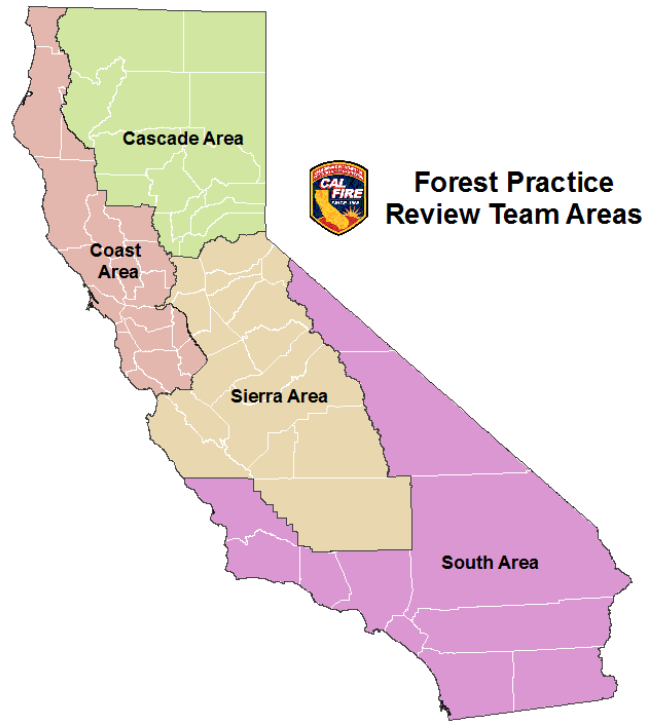 Cascade Area
CAL
FIRE
Forest Practice
Review Team Areas
Coast
Area
Sierra Area
South Area